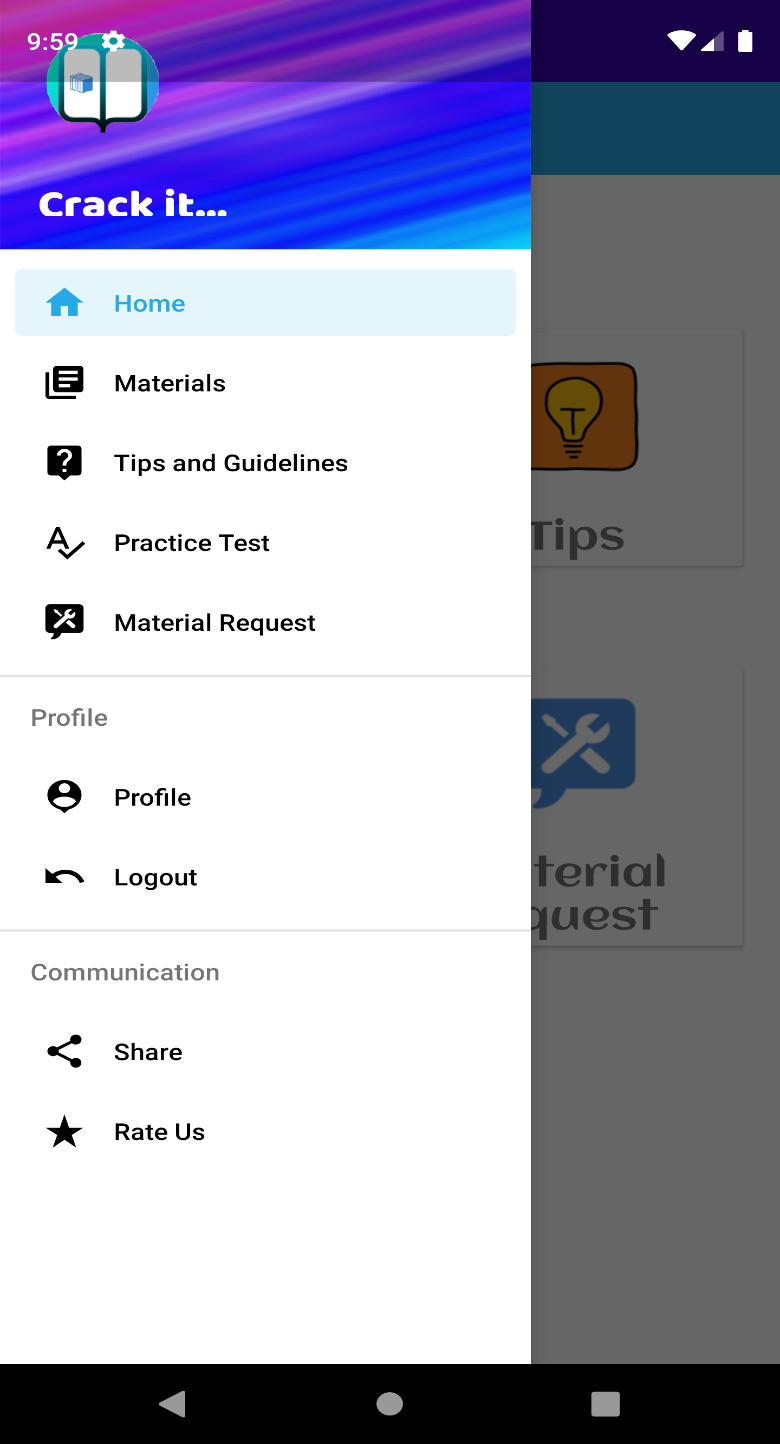 9:59
Crack it...
Home
Materials
Tips and Guidelines
Practice Test
Material Request
Profile
Profile
Logout
Communication
Share
Rate Us
Tips
terial
quest